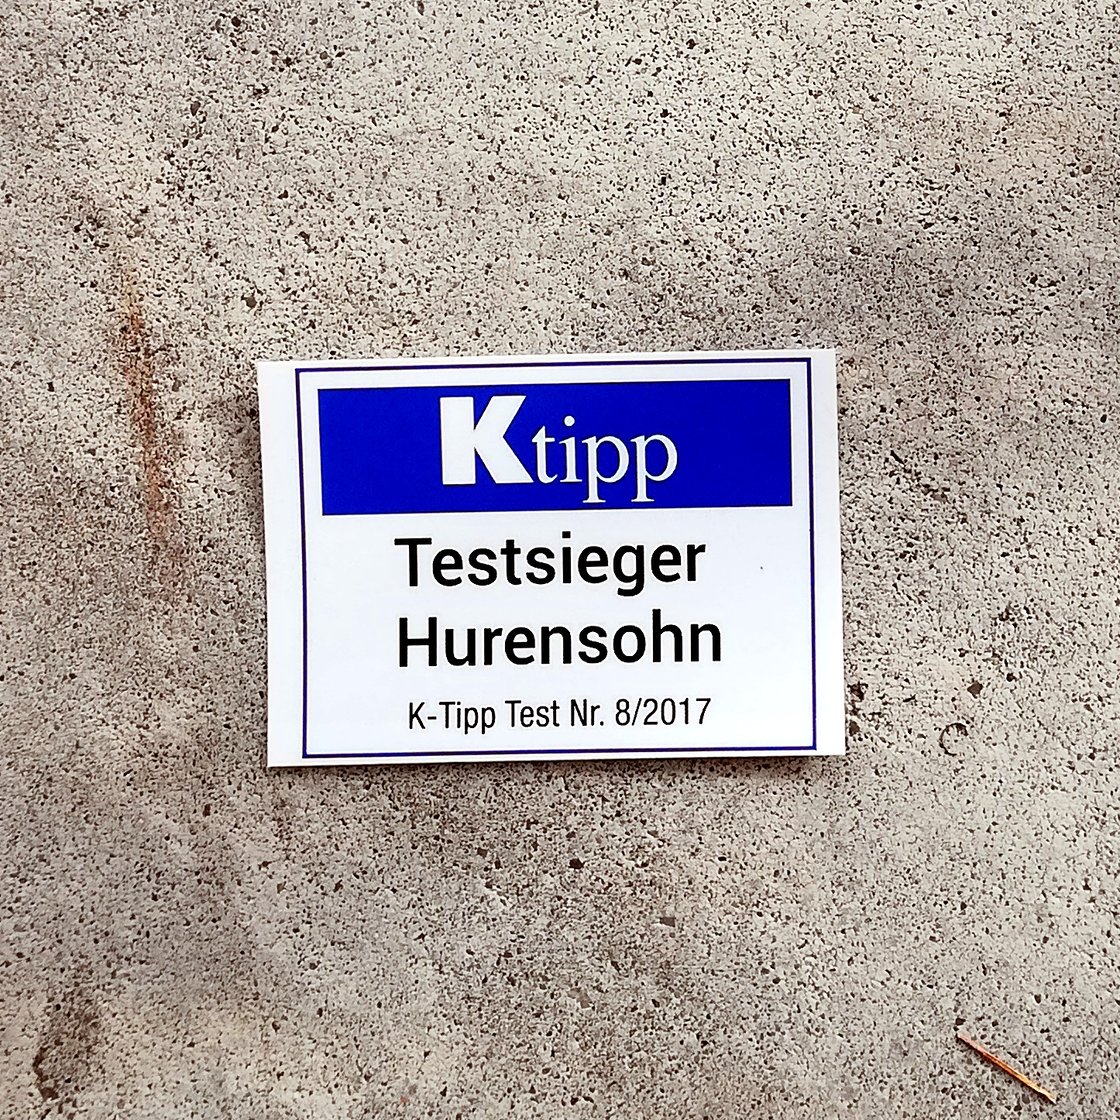 Ktipp
Testsieger
Hurensohn
K-Tipp Test Nr. 8/2017